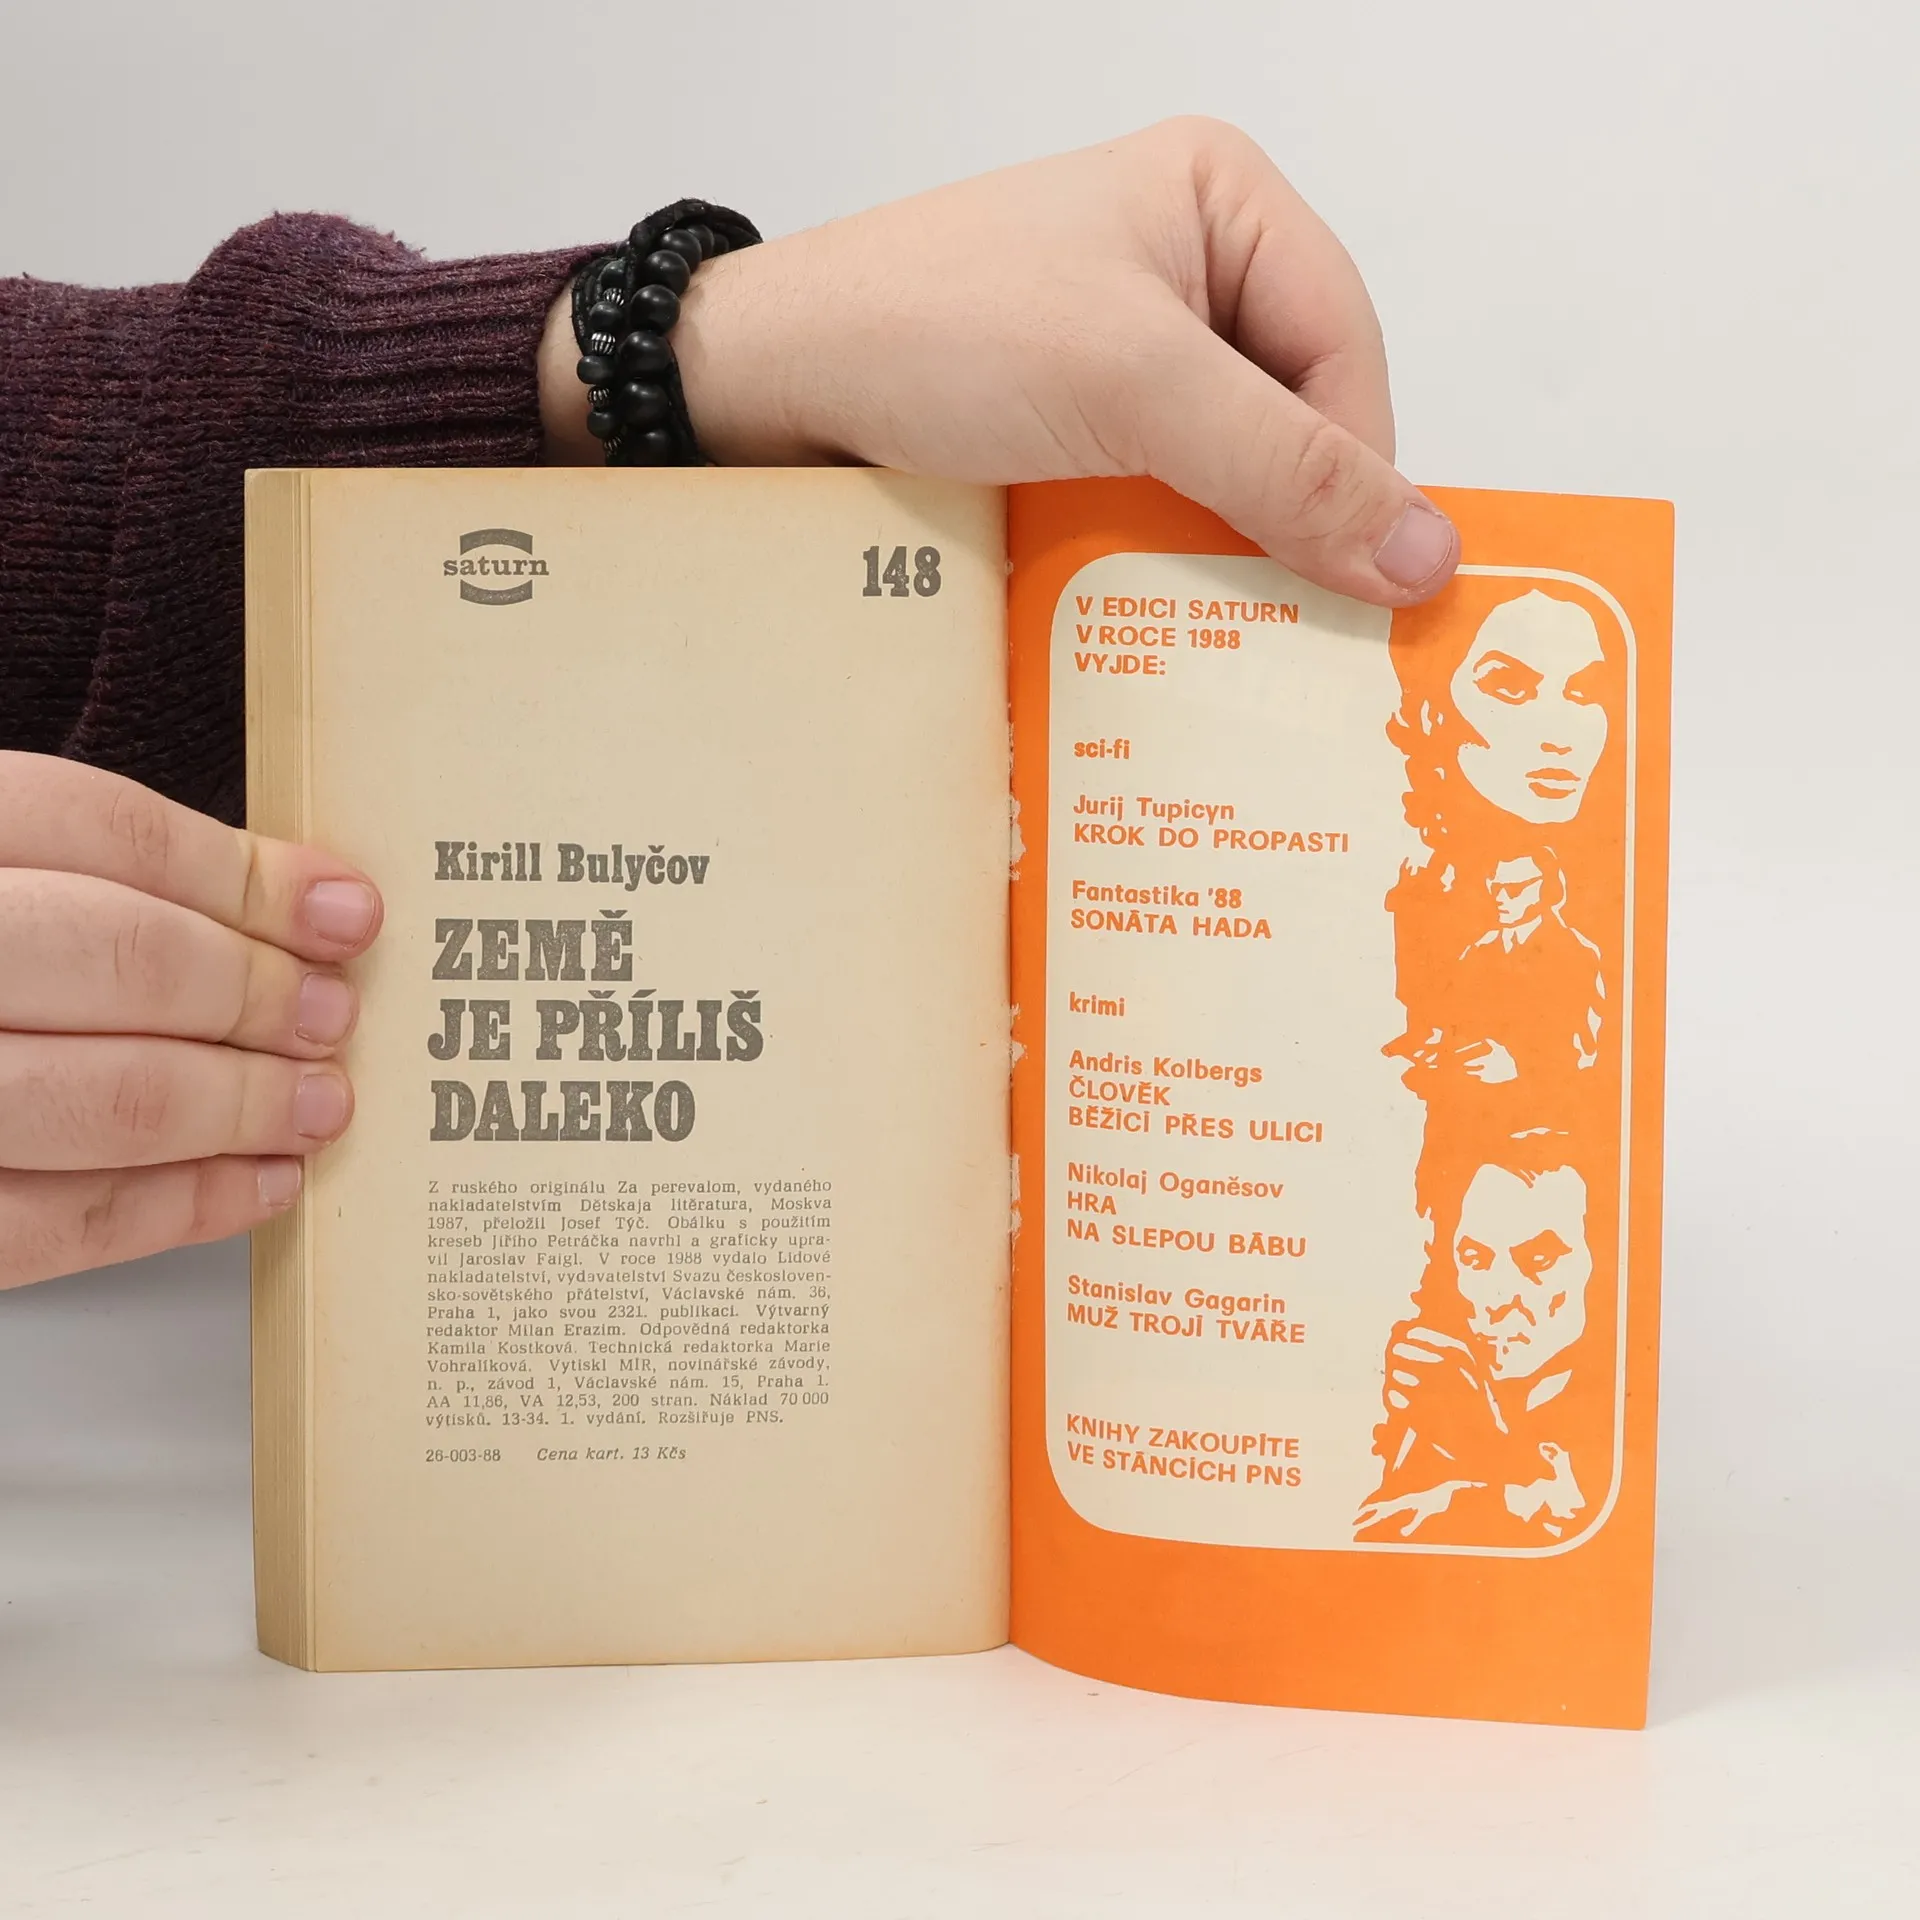 saturn
148
Kirill Bulyčov
ZEMĚ
JE PŘÍLIŠ
DALEKO
Z ruského originálu Za perevalom, vydaného
nakladatelstvím Dětskaja litěratura, Moskva
1987, přeložil Josef Týč. Obálku s použitím
kreseb Jiřího Petráčka navrhl a graficky upra-
vil Jaroslav Faigl. V roce 1988 vydalo Lidové
nakladatelství, vydavatelství Svazu českosloven-
sko-sovětského přátelství, Václavské nám. 36,
Praha 1, jako svou 2321. publikaci. Výtvarný
redaktor Milan Erazim. Odpovědná redaktorka
Kamila Kostková. Technická redaktorka Marie
Vohralíková. Vytiskl MÍR, novinářské závody,
n. p., závod 1, Václavské nám. 15, Praha 1.
AA 11,86, VA 12,53, 200 stran. Náklad 70 000
výtisků. 13-34. 1. vydání. Rozšiřuje PNS.
26-003-88 Cena kart. 13 Kčs
V EDICI SATURN
V ROCE 1988
VYJDE:
sci-fi
Jurij Tupicyn
KROK DO PROPASTI
Fantastika '88
SONÁTA HADA
krimi
Andris Kolbergs
ČLOVĚK
BĚŽÍCÍ PŘES ULICI
Nikolaj Oganěsov
HRA
NA SLEPOU BÁBU
Stanislav Gagarin
MUŽ TROJÍ TVÁŘE
KNIHY ZAKOUPÍTE
VE STÁNCÍCH PNS